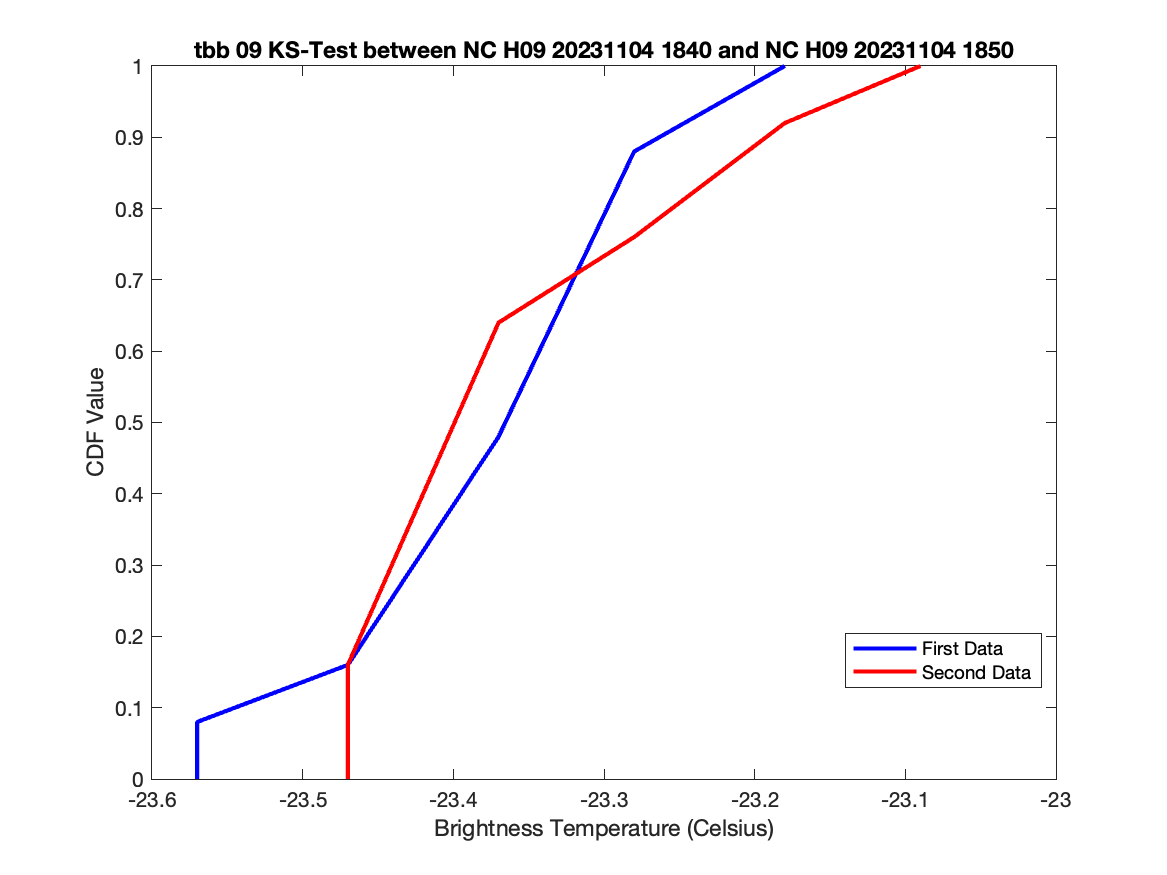 tbb 09 KS-Test between NC H09 20231104 1840 and NC H09 20231104 1850
1
0.9
0.8
0.7
0.6
0.5
0.4
0.3
0.2
0.1
0
CDF Value
First Data
Second Data
-23.6 -23.5 -23.4 -23.3 -23.2 -23.1 -23
Brightness Temperature (Celsius)